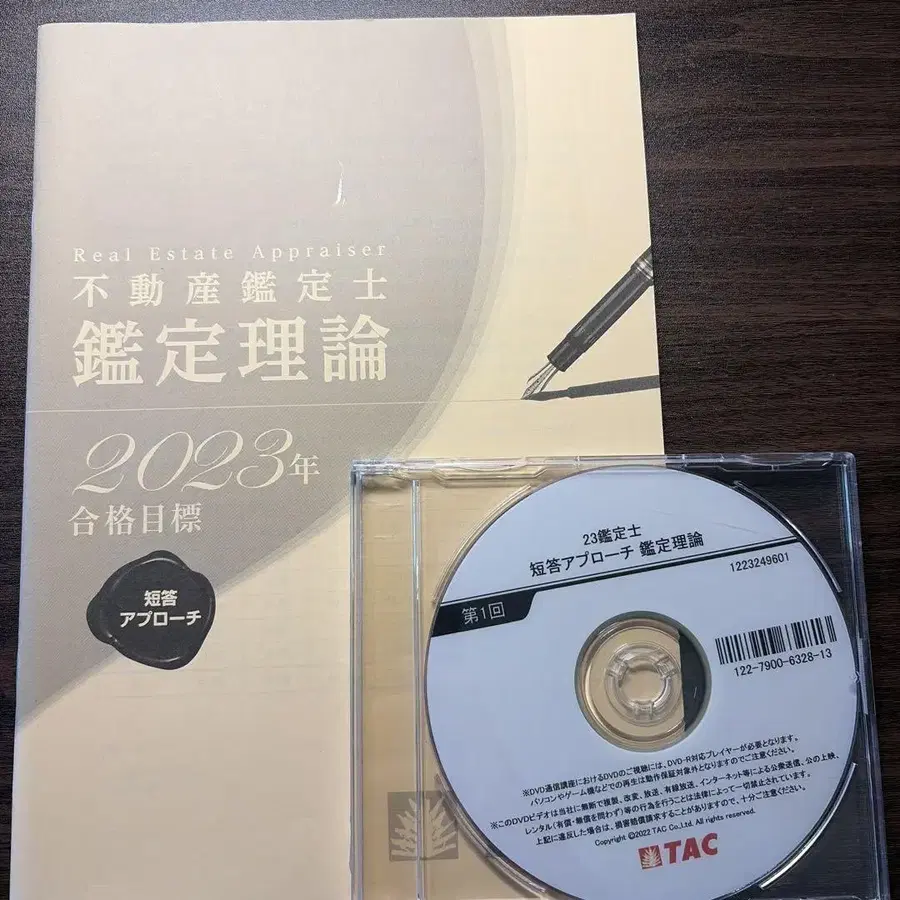 Real Estate Appraiser
不動産鑑定士
鑑定理論
2023年
合格目標
短答
アプローチ
23鑑定士
短答アプローチ 鑑定理論
1223249601
第1回
122-7900-6328-13
※DVD通信講座におけるDVDのご視聴には、DVD-R対応プレイヤーが必要となります。
パソコンやゲーム機などでの再生は動作保証対象外となりますのでご注意ください。
※このDVDビデオは当社に無断で複製、改変、放送、有線放送、インターネット等による公衆送信、公の上映、
レンタル(有償・無償を問わず)等の行為を行うことは法律によって一切禁止されています。
上記に違反した場合は、損害賠償請求することがありますので、十分ご注意ください。
Copyright ©2022 TAC Co.,Ltd. All rights reserved.
TAC